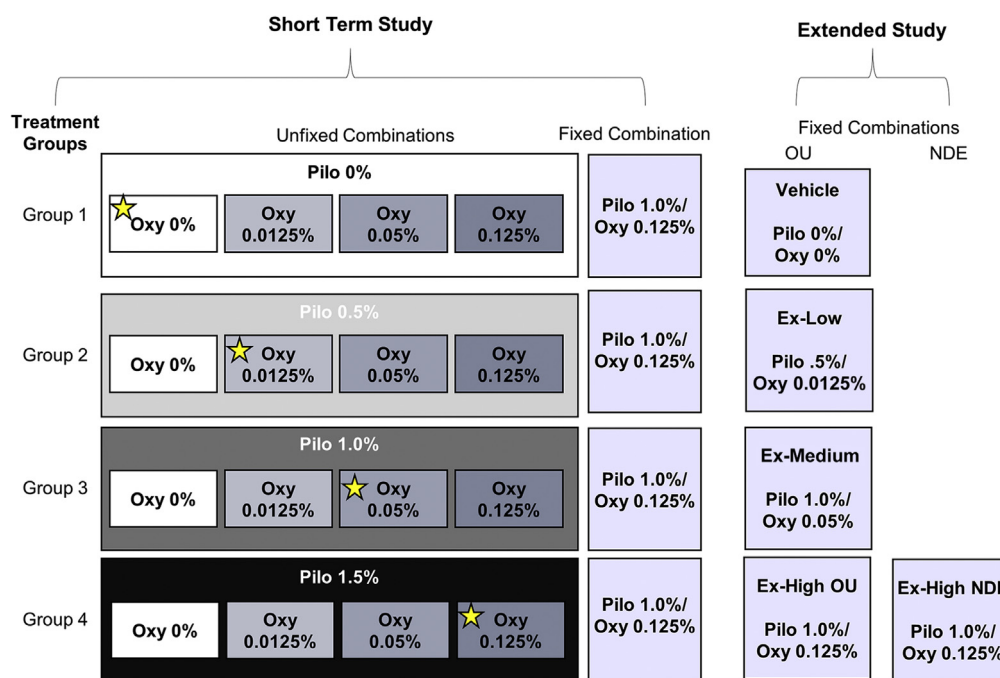 Short Term Study
Extended Study
Treatment
Groups
Unfixed Combinations
Fixed Combination
Fixed Combinations
OU
NDE
Group 1
Pilo 0%
Oxy 0%
Oxy
0.0125%
Oxy
0.05%
Oxy
0.125%
Pilo 1.0%/
Oxy 0.125%
Vehicle
Pilo 0%/
Oxy 0%
Group 2
Pilo 0.5%
Oxy 0%
Oxy
0.0125%
Oxy
0.05%
Oxy
0.125%
Pilo 1.0%/
Oxy 0.125%
Ex-Low
Pilo .5%/
Oxy 0.0125%
Group 3
Pilo 1.0%
Oxy 0%
Oxy
0.0125%
Oxy
0.05%
Oxy
0.125%
Pilo 1.0%/
Oxy 0.125%
Ex-Medium
Pilo 1.0%/
Oxy 0.05%
Group 4
Pilo 1.5%
Oxy 0%
Oxy
0.0125%
Oxy
0.05%
Oxy
0.125%
Pilo 1.0%/
Oxy 0.125%
Ex-High OU
Pilo 1.0%/
Oxy 0.125%
Ex-High NDE
Pilo 1.0%/
Oxy 0.125%